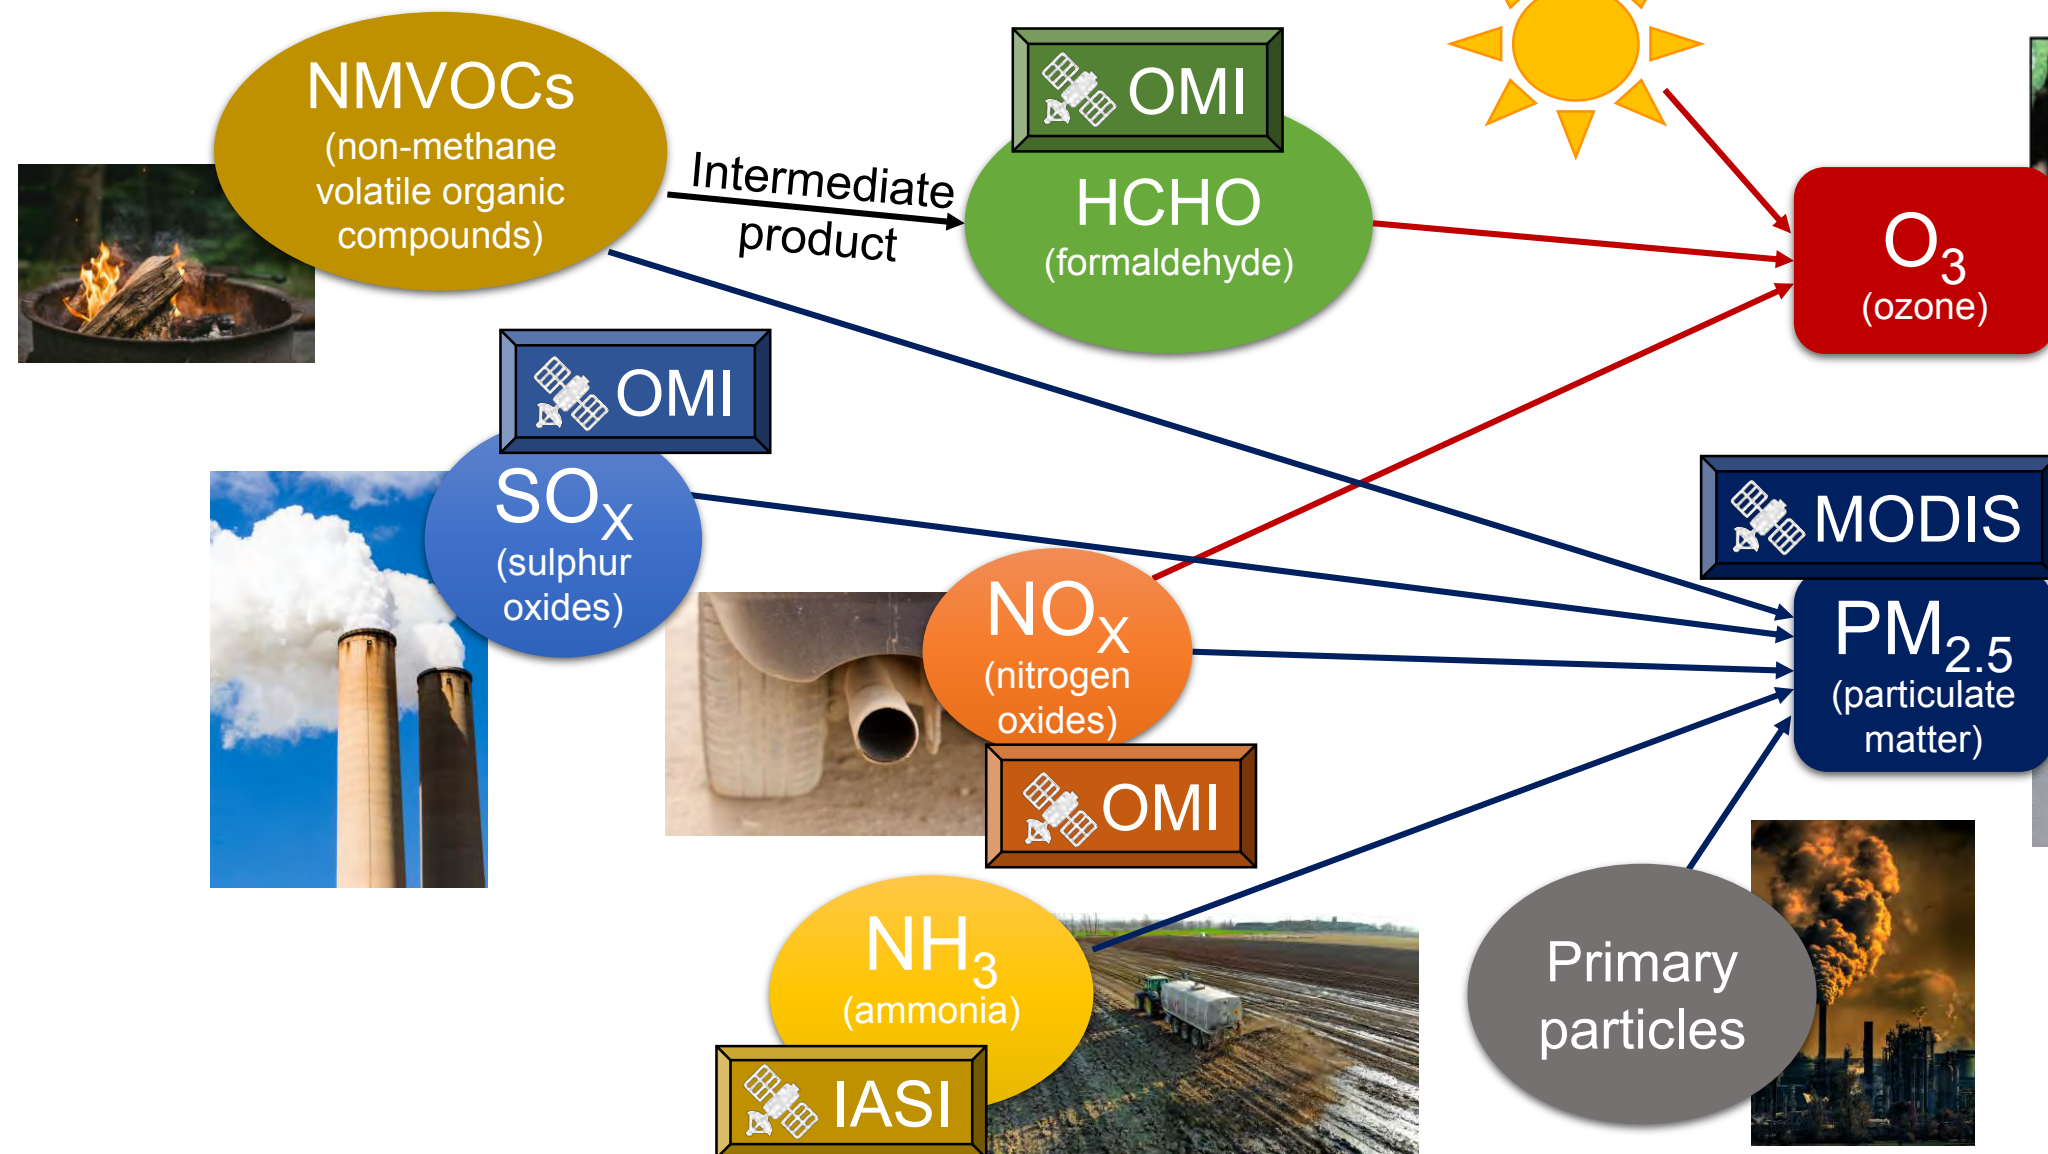 NMVOCs
(non-methane
volatile organic
compounds)
Intermediate
product
OMI
HCHO
(formaldehyde)
O3
(ozone)
OMI
SOX
(sulphur
oxides)
NOX
(nitrogen
oxides)
OMI
MODIS
PM2.5
(particulate
matter)
NH3
(ammonia)
IASI
Primary
particles